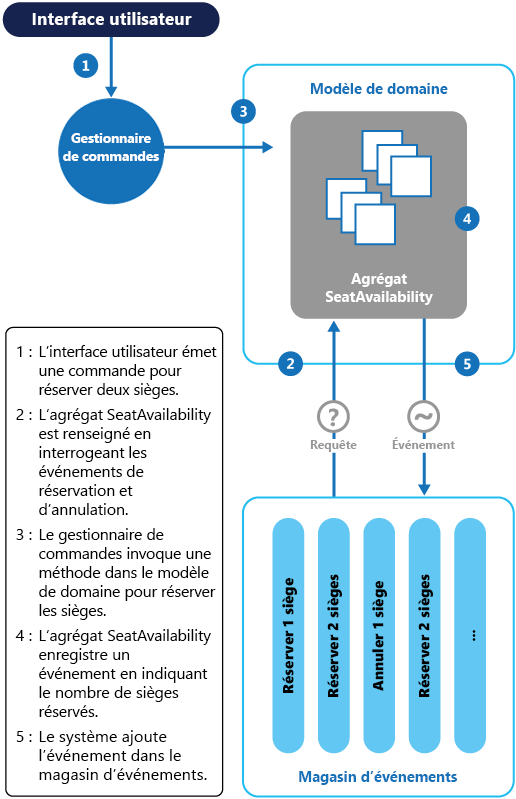 Interface utilisateur
1
Gestionnaire
de commandes
3
Modèle de domaine
4
Agrégat
SeatAvailability
2
5
?
~
Requête
Événement
1 : L'interface utilisateur émet
une commande pour
réserver deux sièges.
2 : L'agrégat SeatAvailability
est renseigné en
interrogeant les
événements de
réservation et
d'annulation.
3 : Le gestionnaire de
commandes invoque une
méthode dans le modèle
de domaine pour réserver
les sièges.
4 : L'agrégat SeatAvailability
enregistre un
événement en indiquant
le nombre de sièges
réservés.
5 : Le système ajoute
l'événement dans le
magasin d'événements.
Réserver 1 siège
Réserver 2 sièges
Annuler 1 siège
Réserver 2 sièges
...
Magasin d'événements